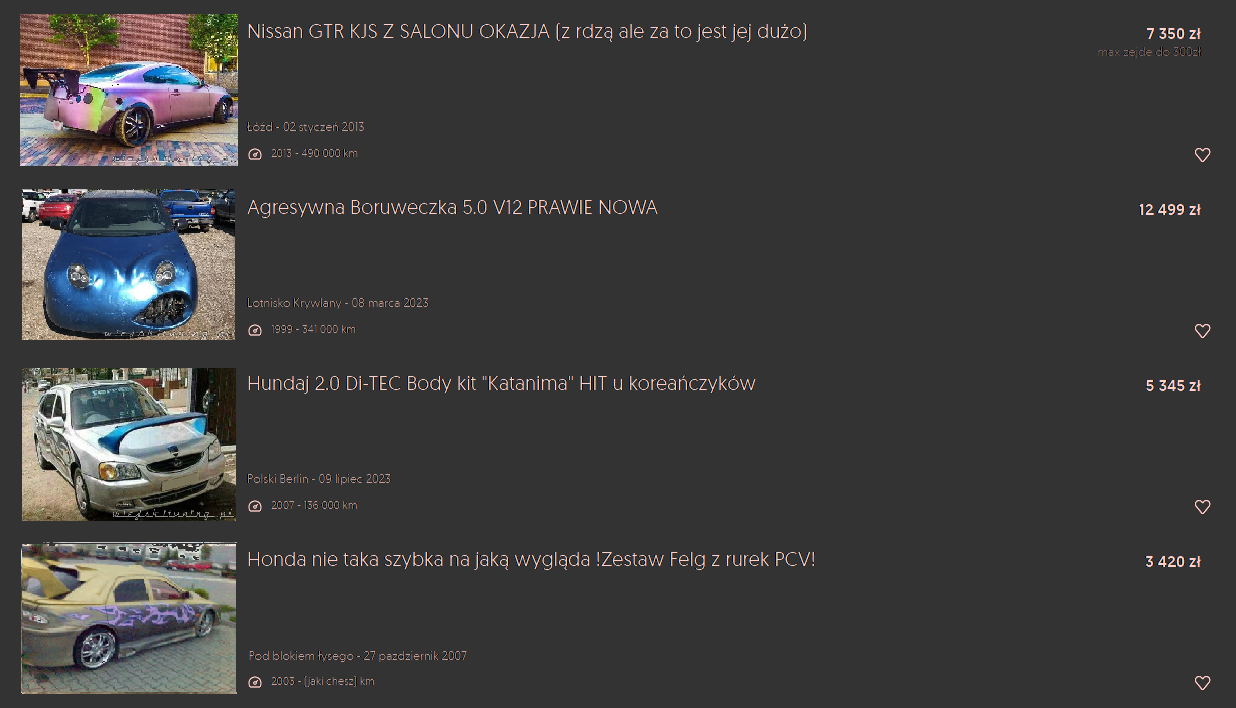 Nissan GTR KJS Z SALONU OKAZJA (z rdzą ale za to jest jej dużo)
7 350 zł
max zejde do 300zł
Łóźd - 02 styczeń 2013
2013 - 490 000 km
Agresywna Boruweczka 5.0 V12 PRAWIE NOWA
12 499 zł
Lotnisko Krywlany - 08 marca 2023
1999 - 341 000 km
Hundaj 2.0 Di-TEC Body kit "Katanima" HIT u koreańczyków
5 345 zł
Polski Berlin - 09 lipiec 2023
2007 - 136 000 km
Honda nie taka szybka na jaką wygląda !Zestaw Felg z rurek PCV!
3 420 zł
Pod blokiem łysego - 27 pazdziernik 2007
2003 - (jaki chesz) km